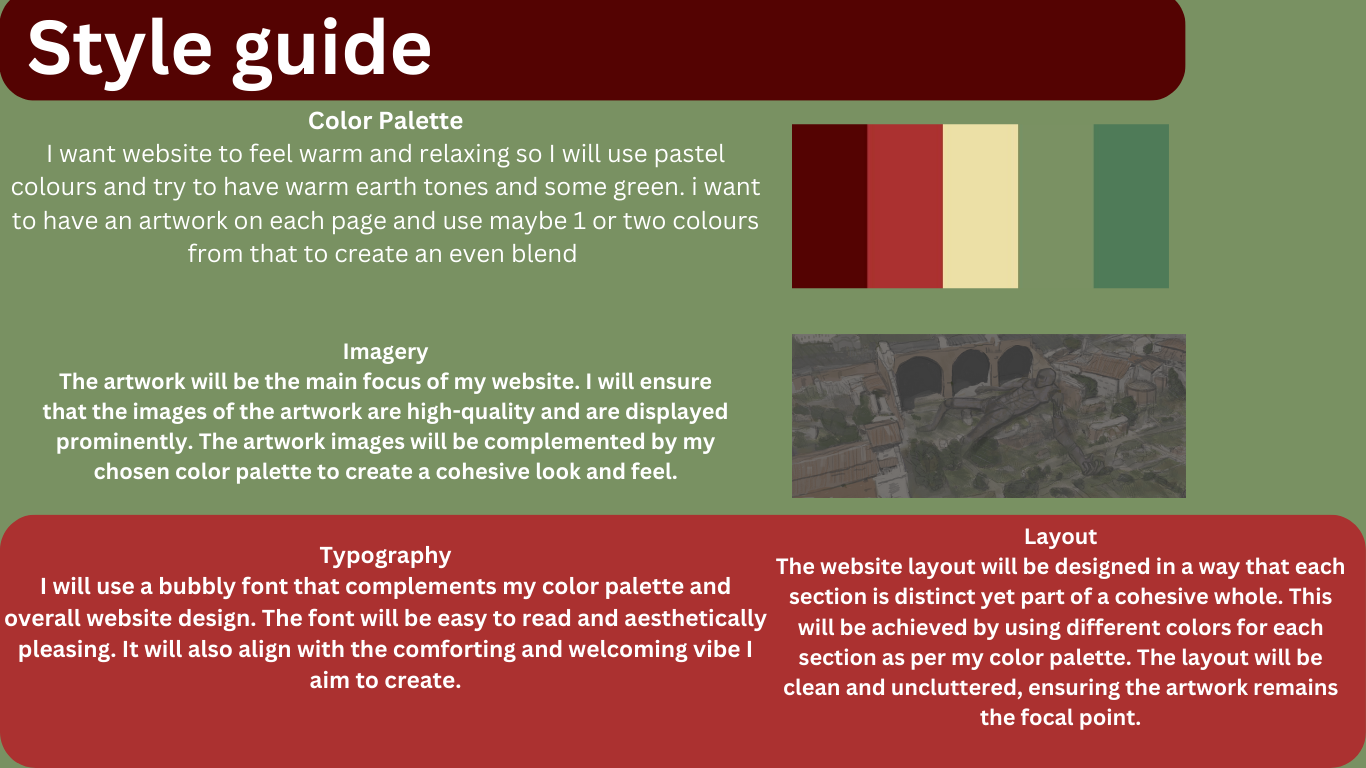 Style guide
Color Palette
I want website to feel warm and relaxing so I will use pastel
colours and try to have warm earth tones and some green. i want
to have an artwork on each page and use maybe 1 or two colours
from that to create an even blend
Imagery
The artwork will be the main focus of my website. I will ensure
that the images of the artwork are high-quality and are displayed
prominently. The artwork images will be complemented by my
chosen color palette to create a cohesive look and feel.
Typography
I will use a bubbly font that complements my color palette and
overall website design. The font will be easy to read and aesthetically
pleasing. It will also align with the comforting and welcoming vibe I
aim to create.
Layout
The website layout will be designed in a way that each
section is distinct yet part of a cohesive whole. This
will be achieved by using different colors for each
section as per my color palette. The layout will be
clean and uncluttered, ensuring the artwork remains
the focal point.